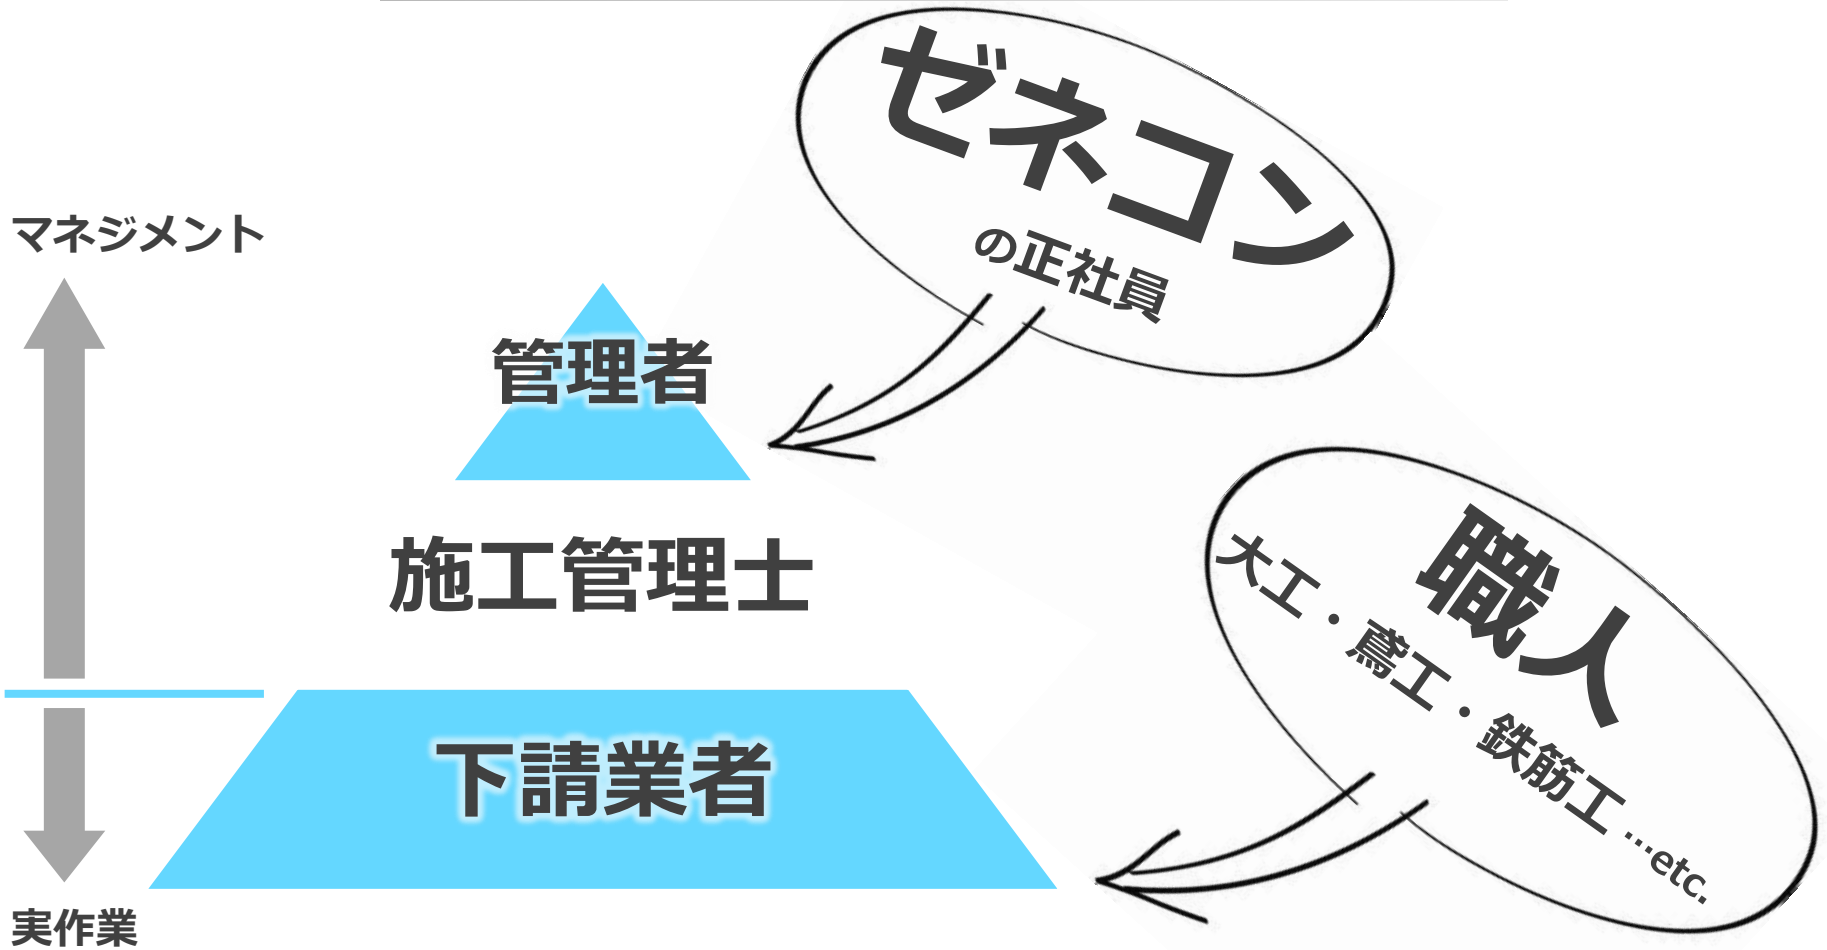 ゼネコン
の正社員
マネジメント
管理者
施工管理士
職人
大工・鳶工・鉄筋工…etc.
下請業者
実作業